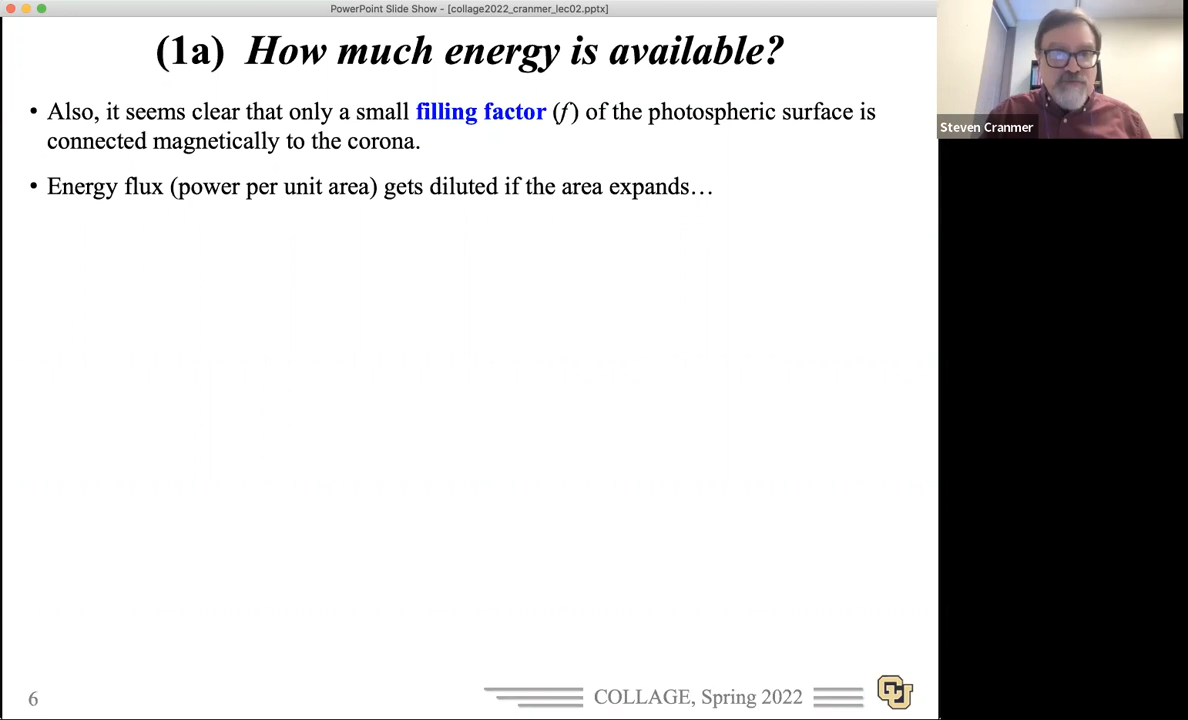 PowerPoint Slide Show - [collage2022_cranmer_lec02.pptx]
(1a) How much energy is available?
• Also, it seems clear that only a small filling factor (f) of the photospheric surface is
connected magnetically to the corona.
• Energy flux (power per unit area) gets diluted if the area expands…
Steven Cranmer
6
COLLAGE, Spring 2022
CU